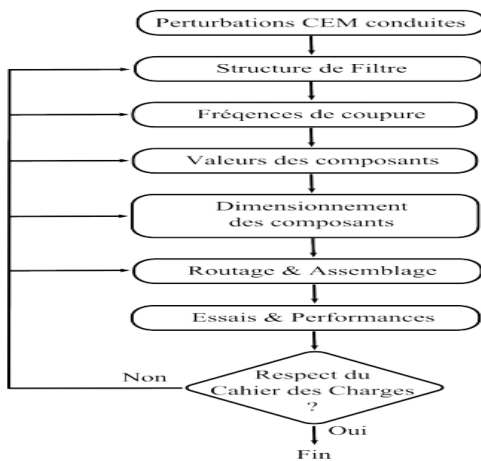 Perturbations CEM conduites
Structure de Filtre
Fréqences de coupure
Valeurs des composants
Dimensionnement
des composants
Routage & Assemblage
Essais & Performances
Respect du
Cahier des Charges
?
Non
Oui
Fin